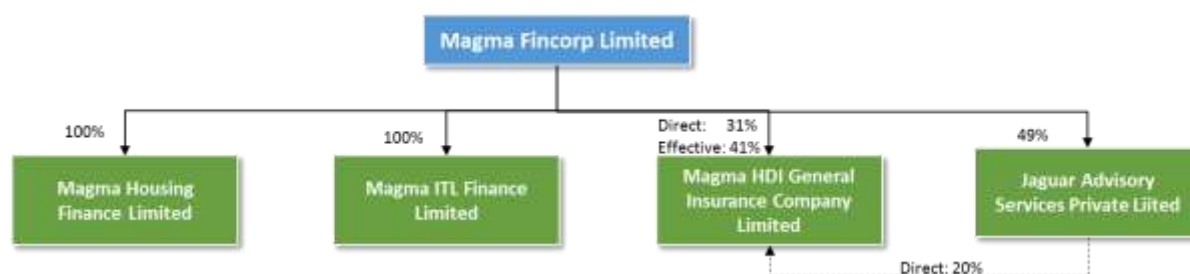 Magma Fincorp Limited
100%
100%
Direct: 31%
Effective: 41%
49%
Magma Housing
Finance Limited
Magma ITL Finance
Limited
Magma HDI General
Insurance Company
Limited
Jaguar Advisory
Services Private Liited
Direct: 20%